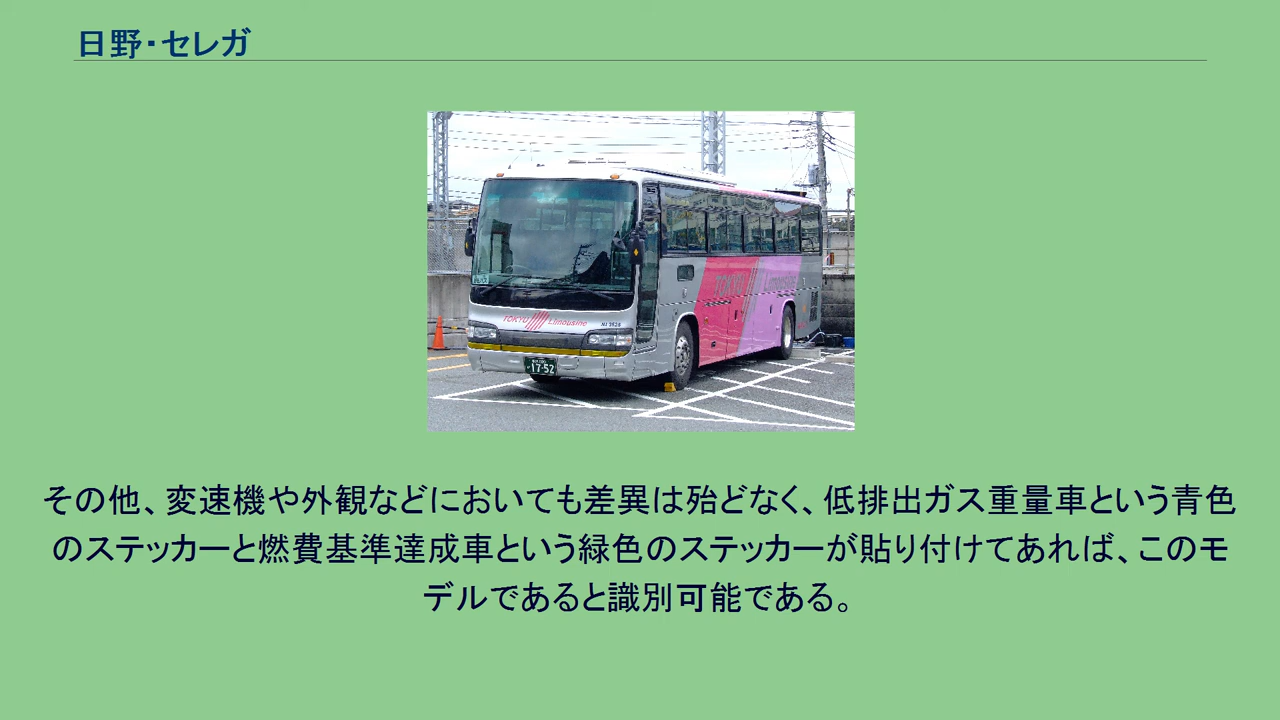 日野・セレガ
TOKYU Limousine
TOKYU Limousine
17-52
その他、変速機や外観などにおいても差異は殆どなく、低排出ガス重量車という青色
のステッカーと燃費基準達成車という緑色のステッカーが貼り付けてあれば、このモ
デルであると識別可能である。